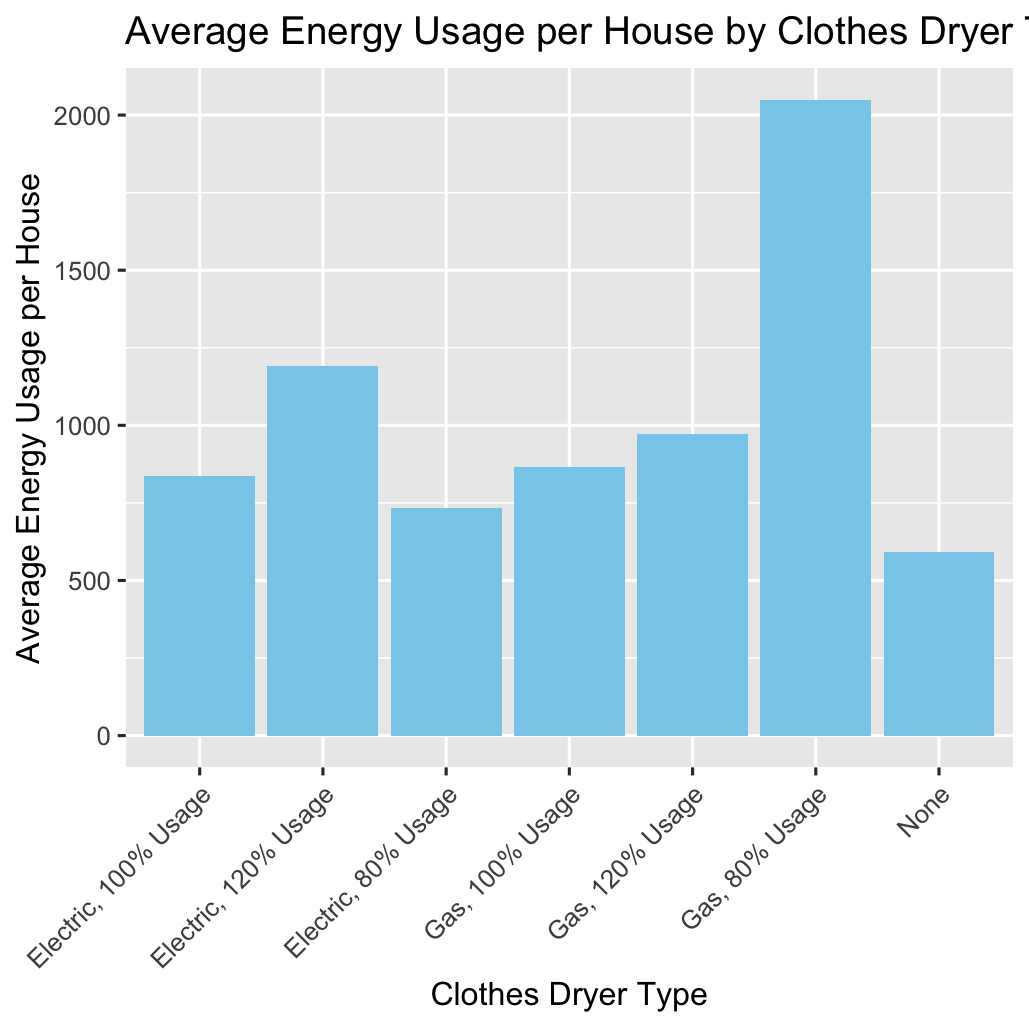 Average Energy Usage per House by Clothes Dryer
Average Energy Usage per House
2000
1500
1000
500
0
Electric, 100% Usage
Electric, 120% Usage
Electric, 80% Usage
Gas, 100% Usage
Gas, 120% Usage
Gas, 80% Usage
None
Clothes Dryer Type